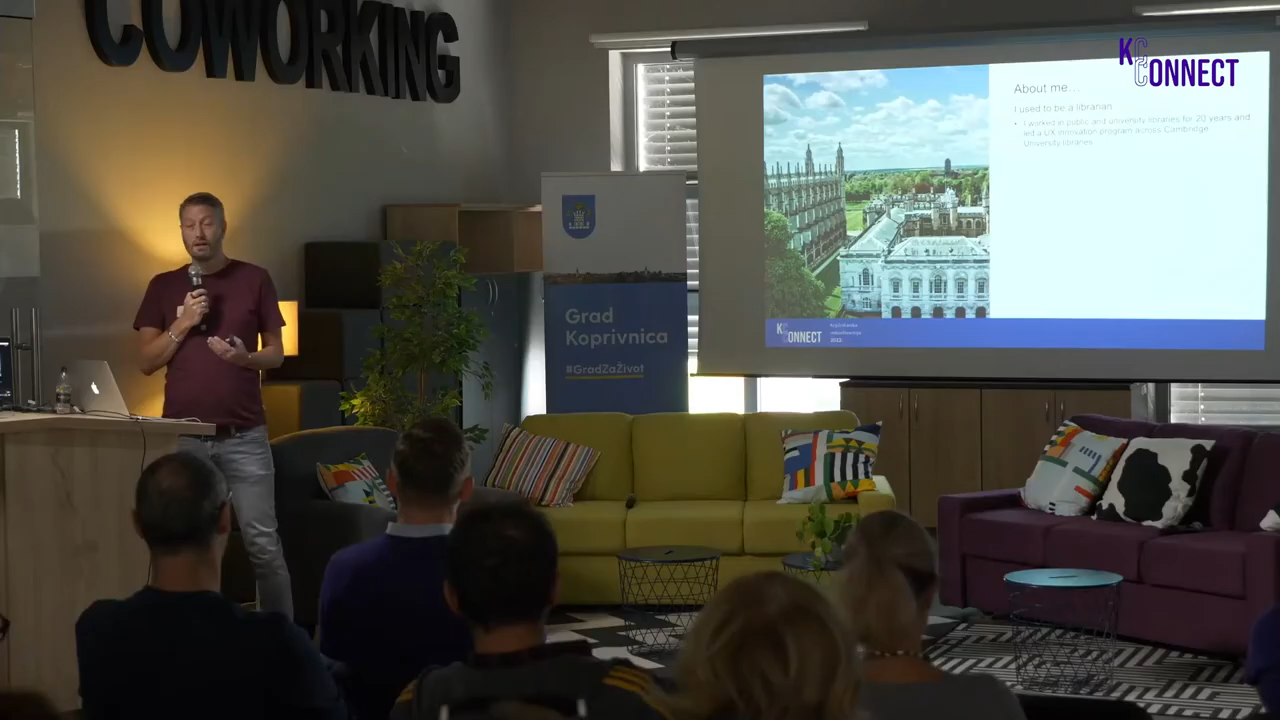 COWORKING
KC CONNECT
About me...
I used to be a librarian
• I worked in public and university libraries for 20 years and
led a UX innovation program across Cambridge
University libraries
Grad
Koprivnica
#GradZaŽivot
KC CONNECT